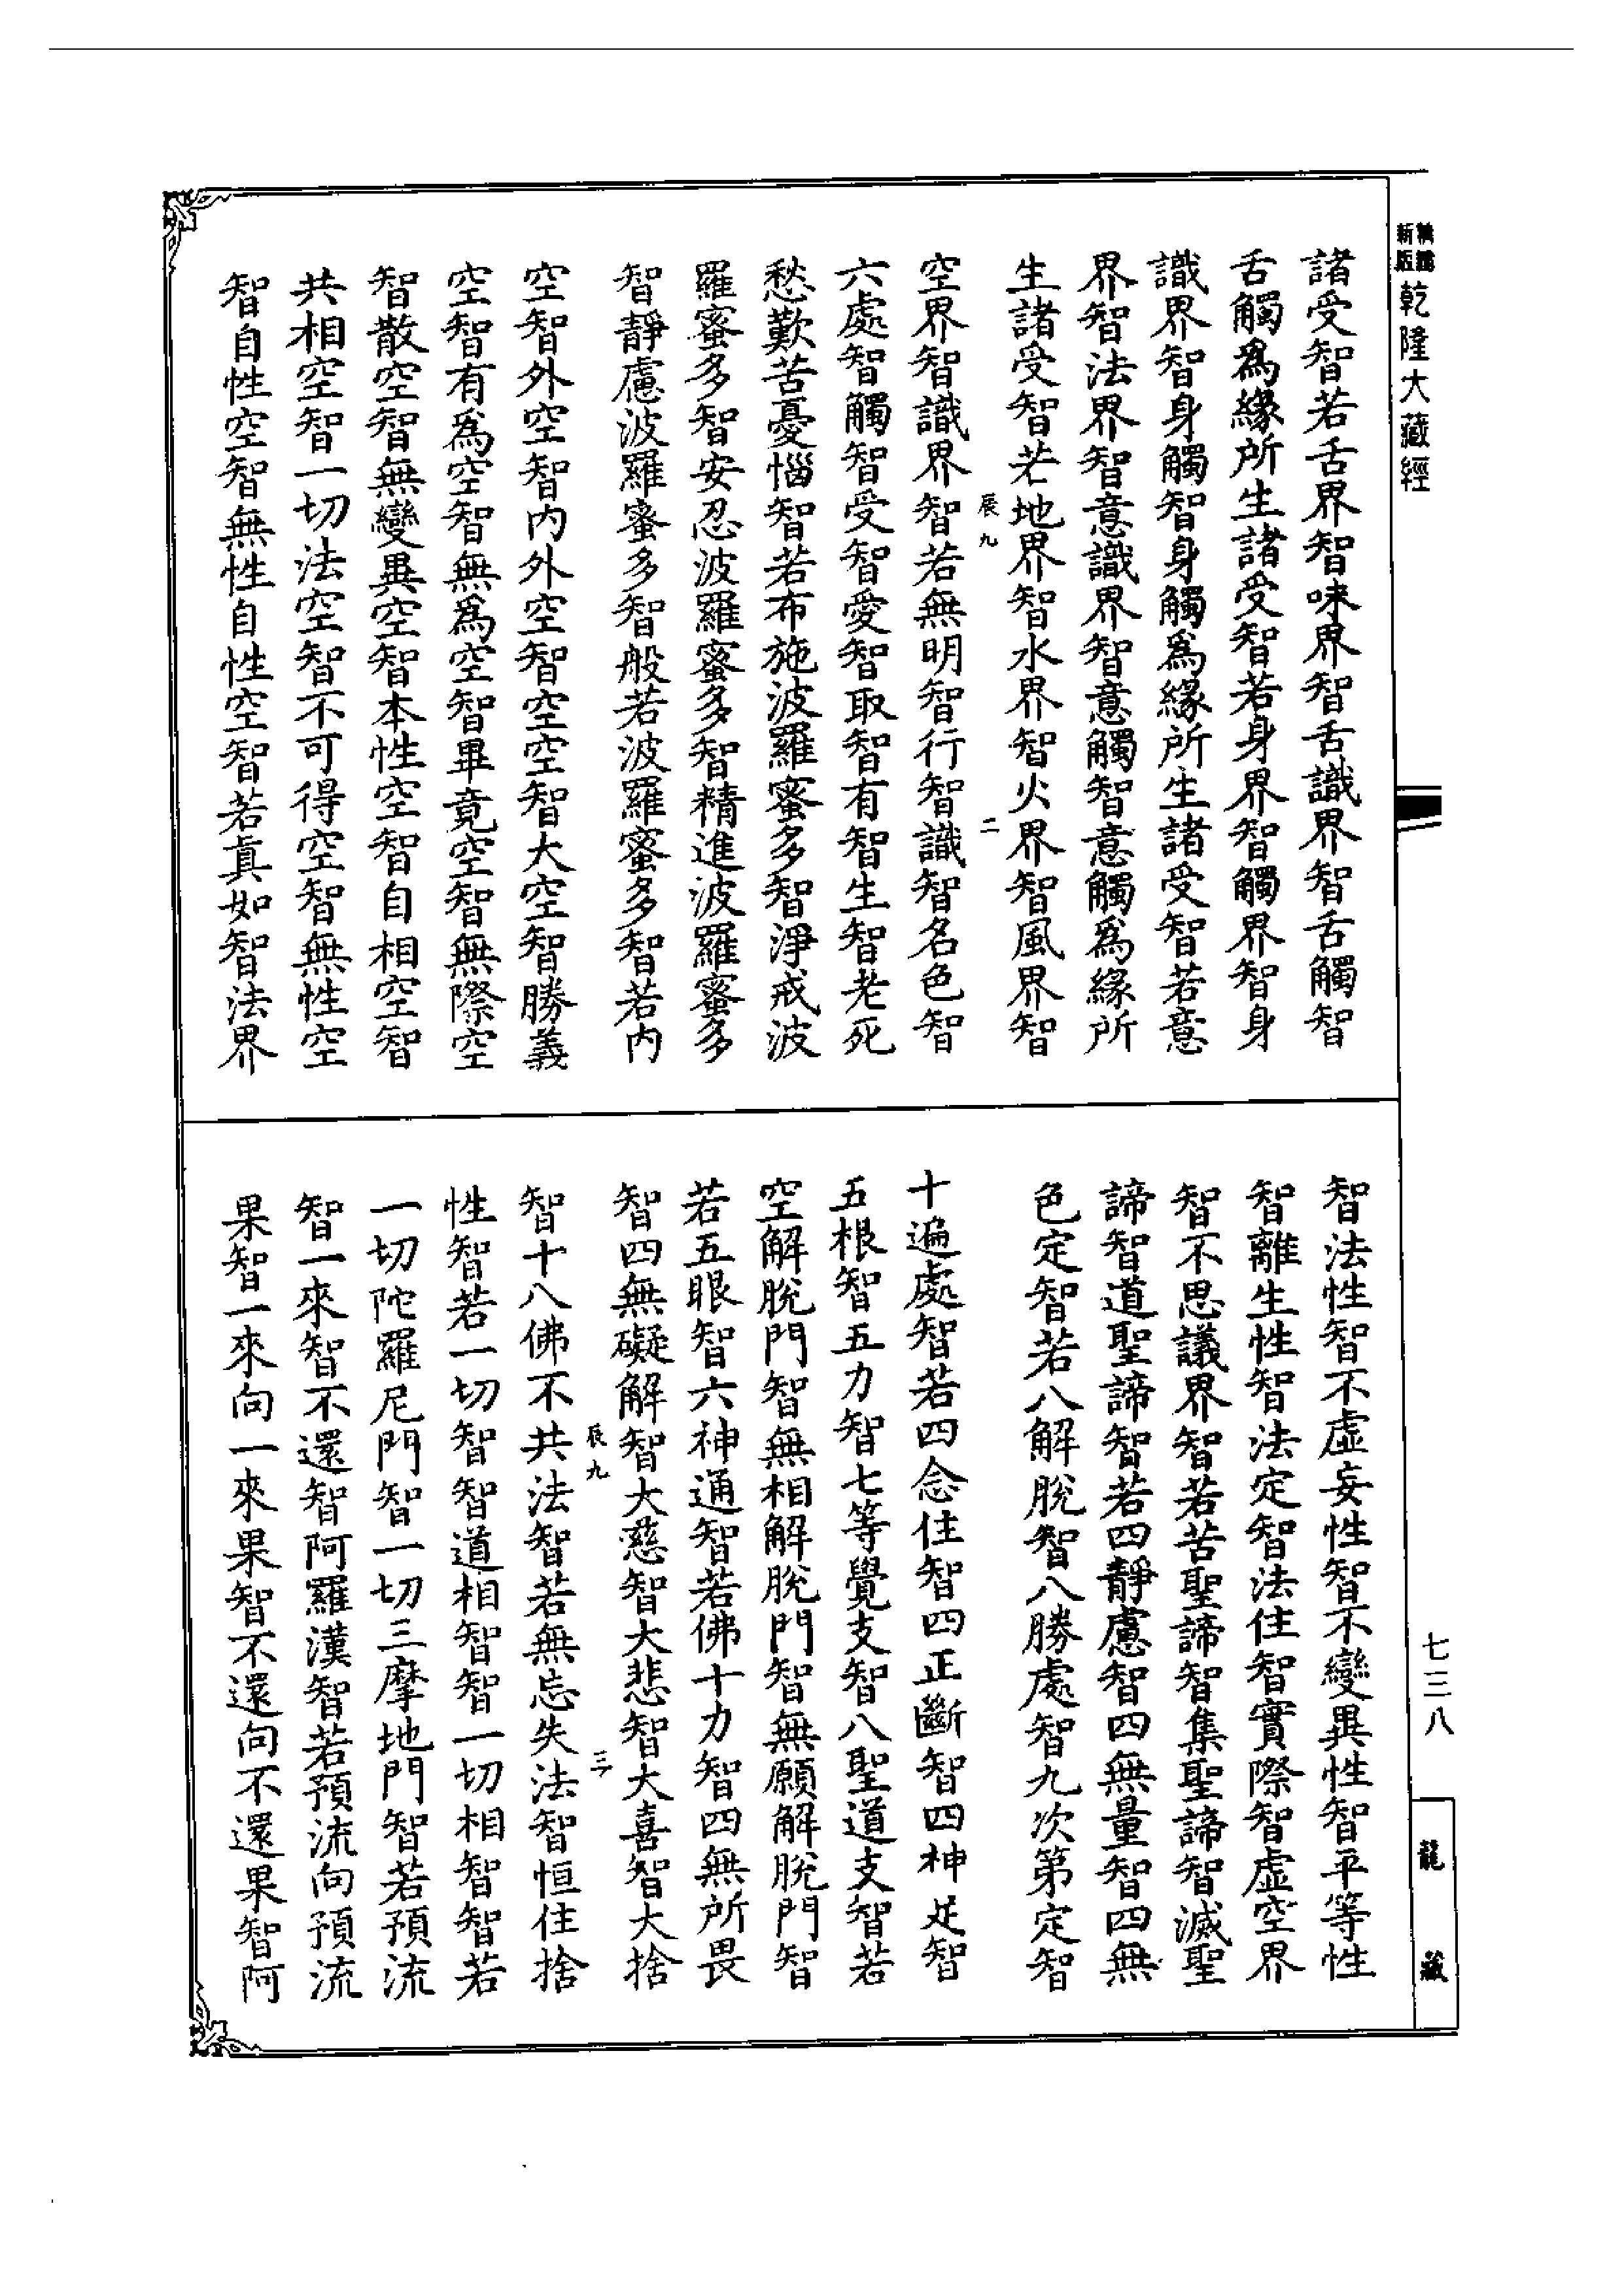 新版
乾隆大藏經
諸受智若舌界智味界智舌識界智舌觸智
舌觸爲緣所生諸受智若身界智觸界智身
識界智身觸智身觸爲緣所生諸受智若意
界智法界智意識界智意觸智意觸爲緣所
生諸受智若地界智水界智火界智風界智
辰九 二
空界智識界智若無明智行智識智名色智
六處智觸智受智愛智取智有智生智老死
愁歎苦憂惱智若布施波羅蜜多智淨戒波
羅蜜多智安忍波羅蜜多智精進波羅蜜多
智靜慮波羅蜜多智般若波羅蜜多智若內
空智外空智內外空智空空智大空智勝義
空智有爲空智無爲空智畢竟空智無際空
智散空智無變異空智本性空智自相空智
共相空智一切法空智不可得空智無性空
智自性空智無性自性空智若眞如智法界
智法性智不虛妄性智不變異性智平等性
智離生性智法定智法住智實際智虛空界
智不思議界智若苦聖諦智集聖諦智滅聖
諦智道聖諦智若四靜慮智四無量智四無
色定智若八解脫智八勝處智九次第定智
十遍處智若四念住智四正斷智四神足智
五根智五力智七等覺支智八聖道支智若
空解脫門智無相解脫門智無願解脫門智
若五眼智六神通智若佛十力智四無所畏
智四無礙解智大慈智大悲智大喜智大捨
辰九 三
智十八佛不共法智若無忘失法智恒住捨
性智若一切智智道相智智一切相智智若
一切陀羅尼門智一切三摩地門智若預流
智一來智不還智阿羅漢智若預流向預流
果智一來向一來果智不還向不還果智阿
七三八
龍藏